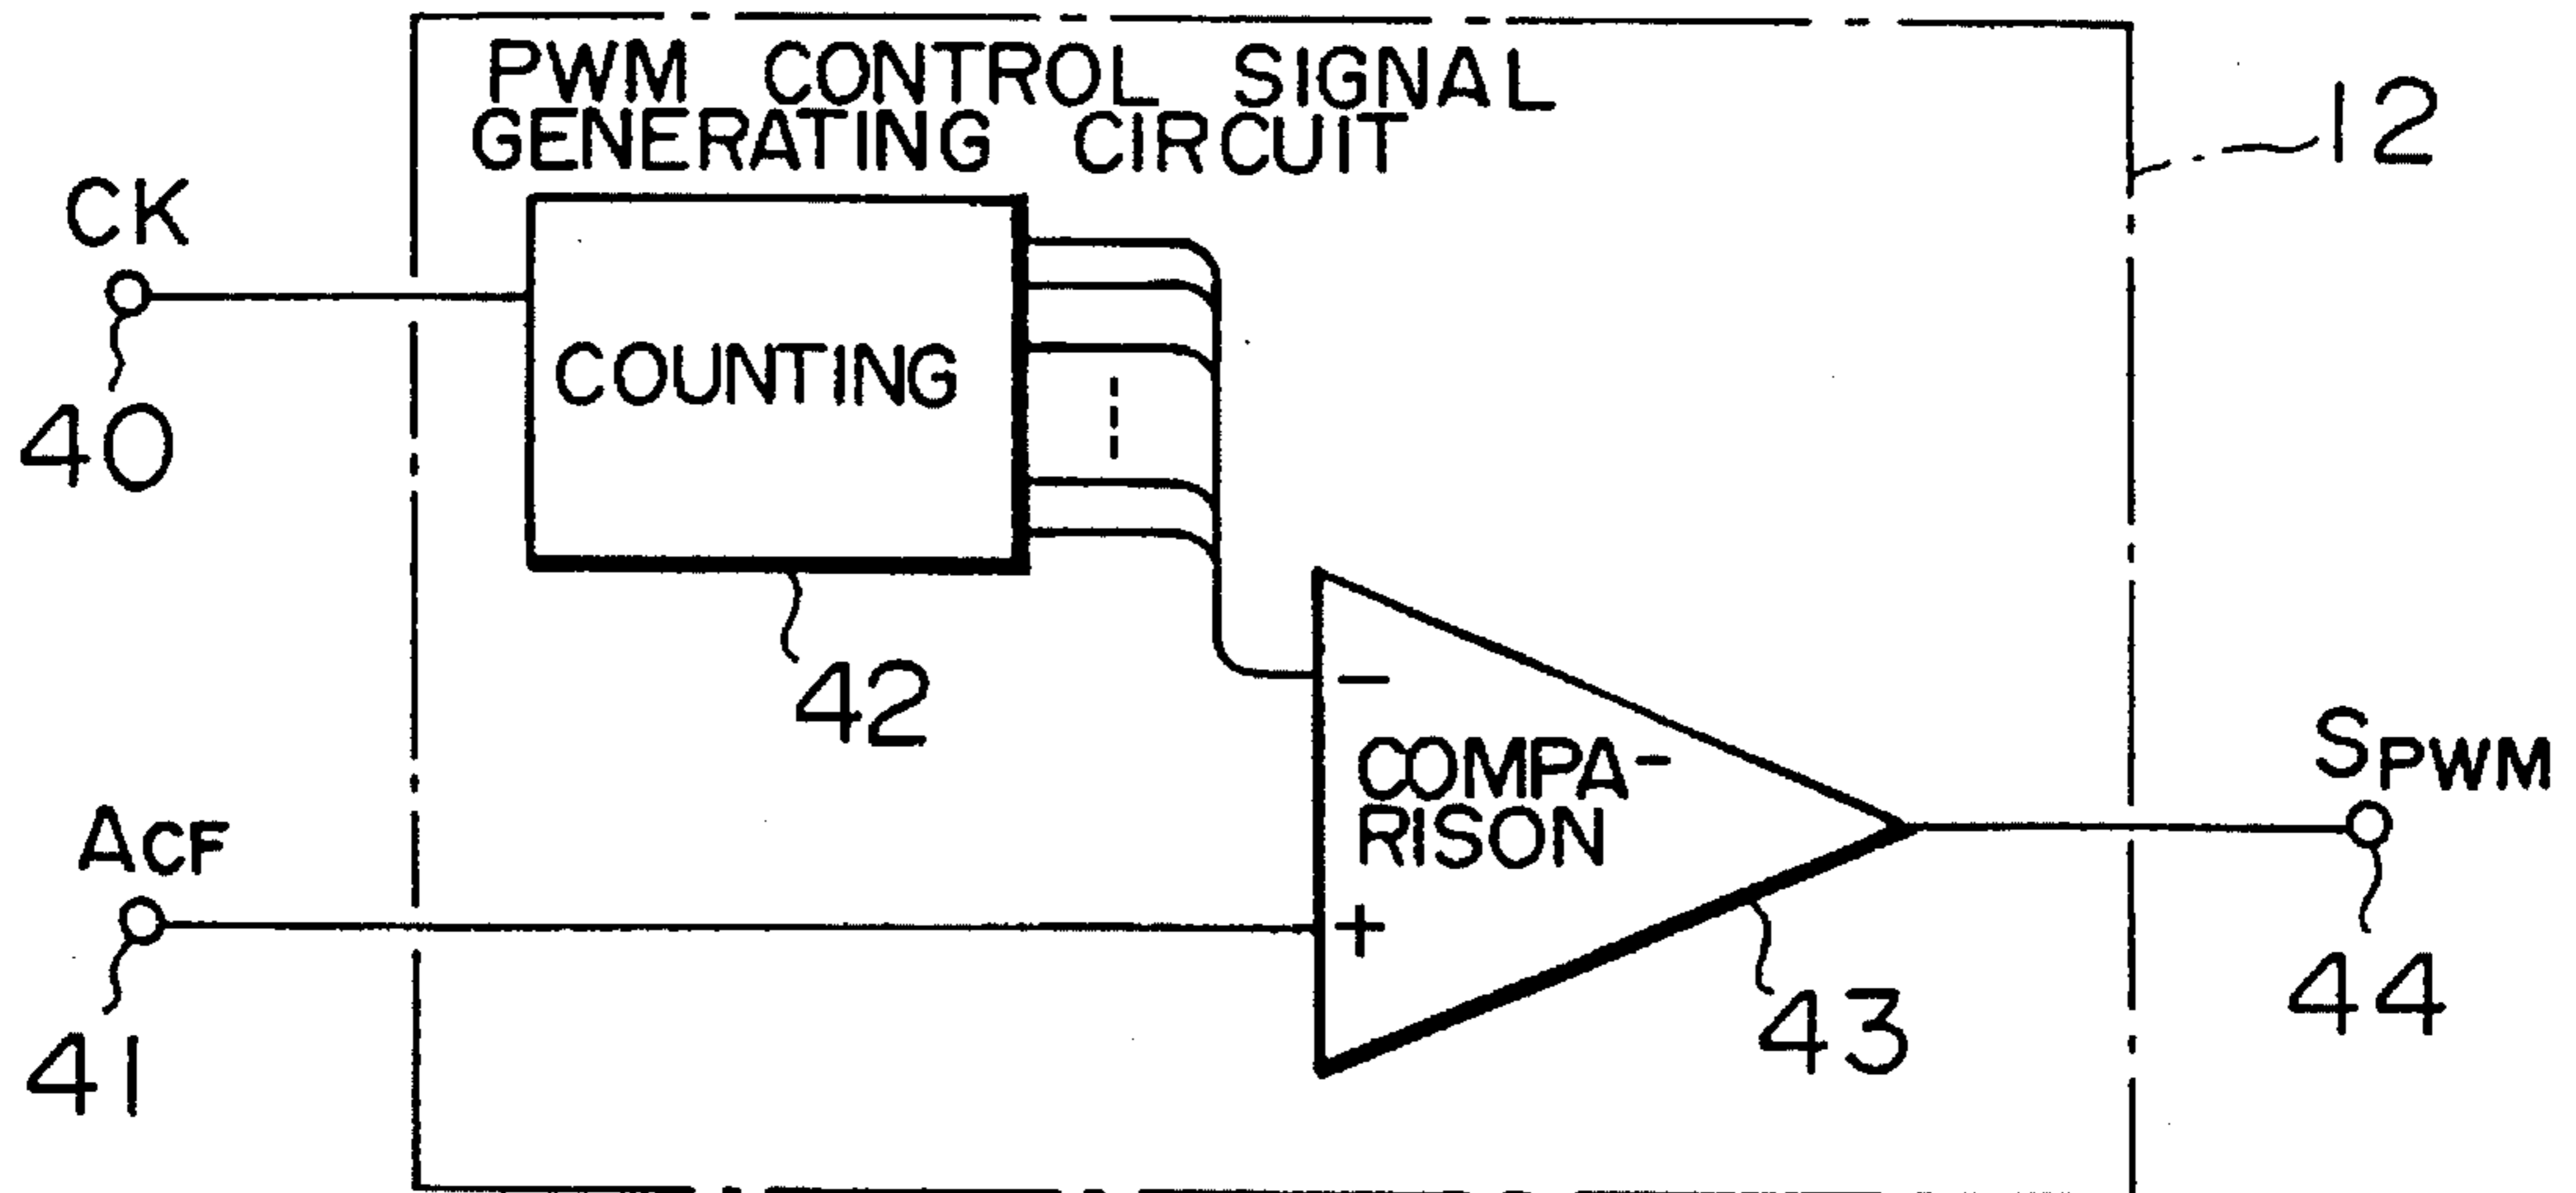 PWM CONTROL SIGNAL
GENERATING CIRCUIT
12
CK
40
COUNTING
42
−
COMPA-
RISON
+
43
ACF
41
SPWM
44